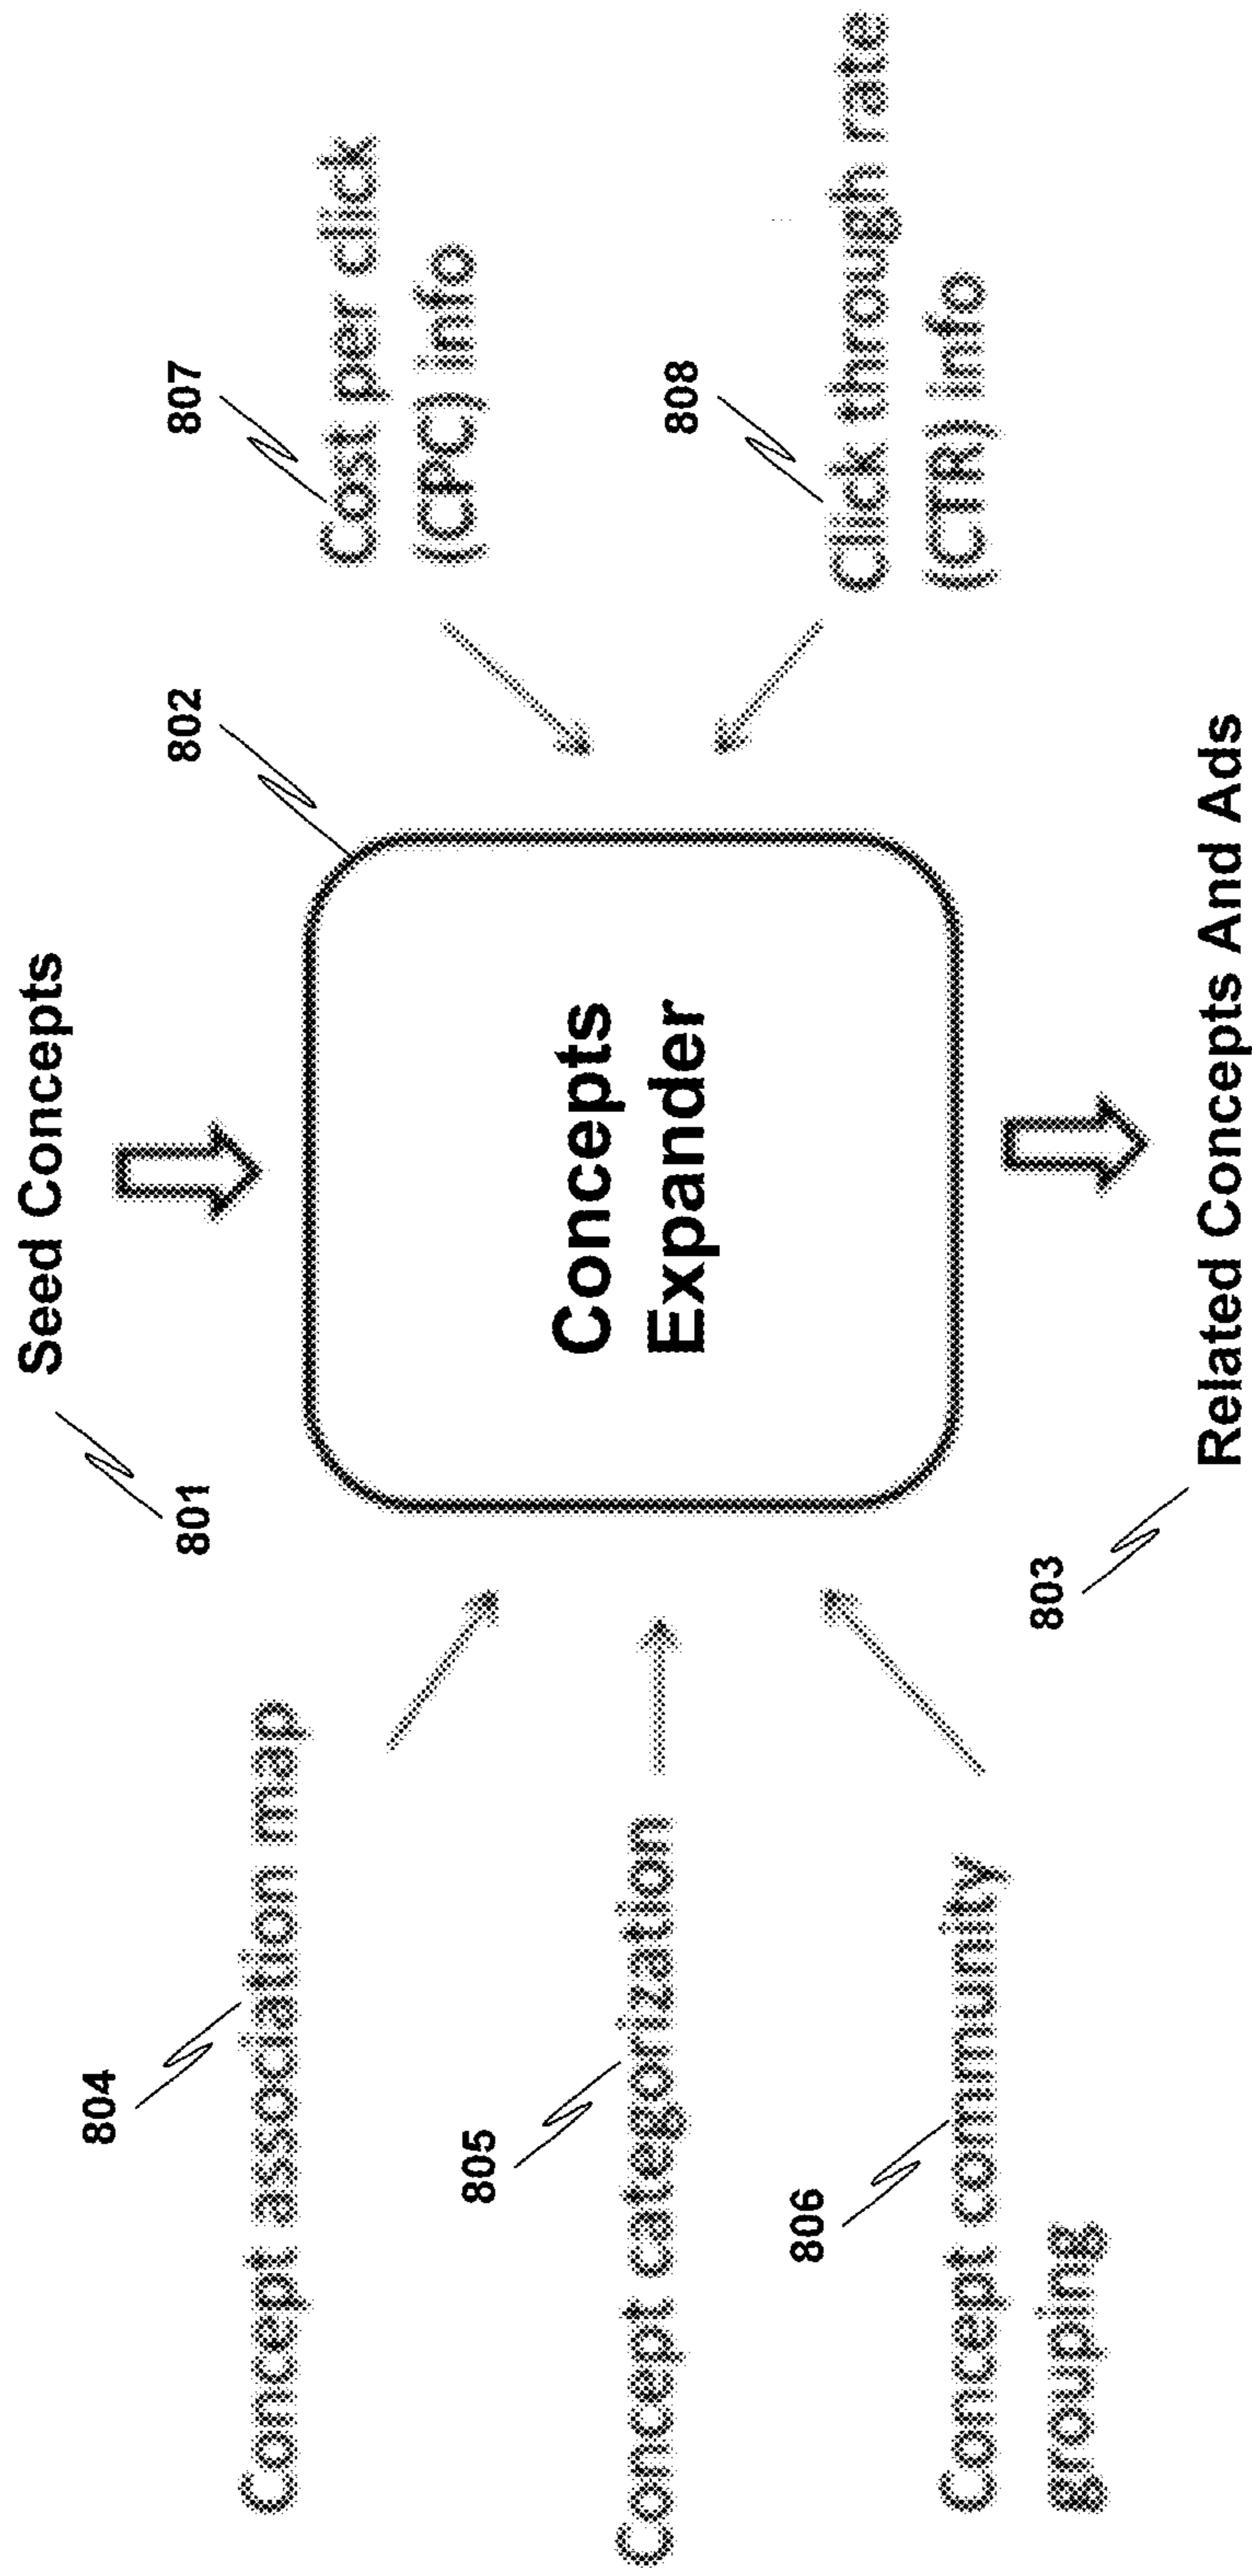 Seed Concepts
801
802
Concepts
Expander
804
Concept association map
805
Concept categorization
806
Concept community
grouping
807
Cost per click
(CPC) info
808
Click through rate
(CTR) info
803
Related Concepts And Ads